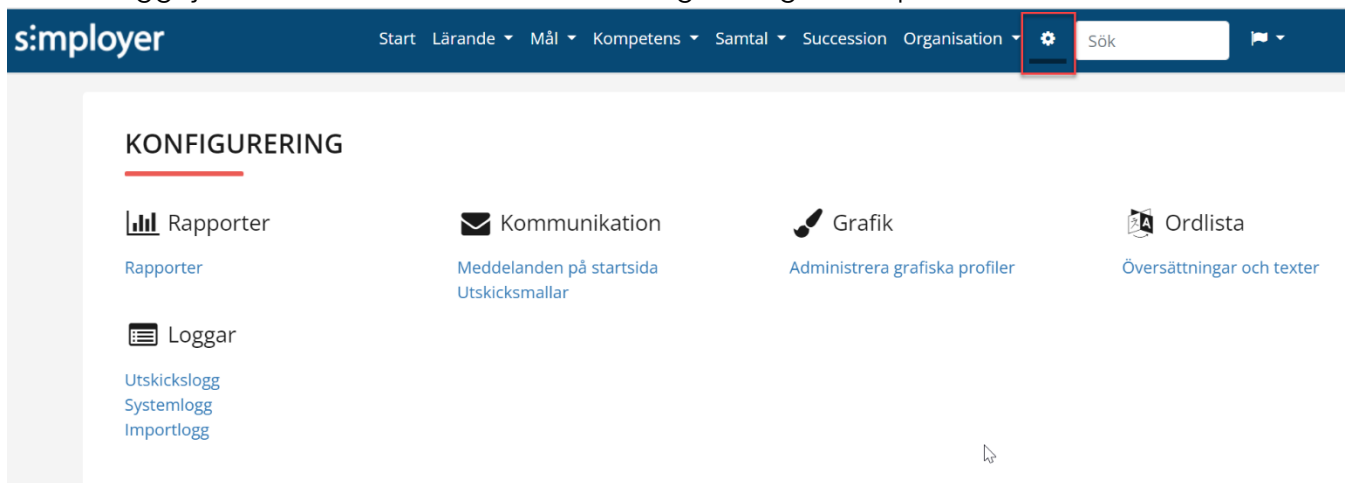 s:mployer Start Lärande Mål Kompetens Samtal Succession Organisation Sök
KONFIGURERING
Rapporter Kommunikation Grafik Ordlista
Rapporter Meddelanden på startsida Administrera grafiska profiler Översättningar och texter
Utskicksmallar
Loggar
Utskickslogg
Systemlogg
Importlogg